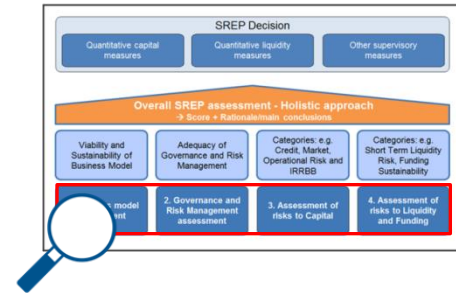 SREP Decision
Quantitative capital
measures
Quantitative liquidity
measures
Other supervisory
measures
Overall SREP assessment - Holistic approach
→ Score + Rationale/main conclusions
Viability and
Sustainability of
Business Model
Adequacy of
Governance and Risk
Management
Categories: e.g.
Credit, Market,
Operational Risk and
IRRBB
Categories: e.g.
Short Term Liquidity
Risk, Funding
Sustainability
model
2. Governance and
Risk Management
assessment
3. Assessment of
risks to Capital
4. Assessment of
risks to Liquidity
and Funding